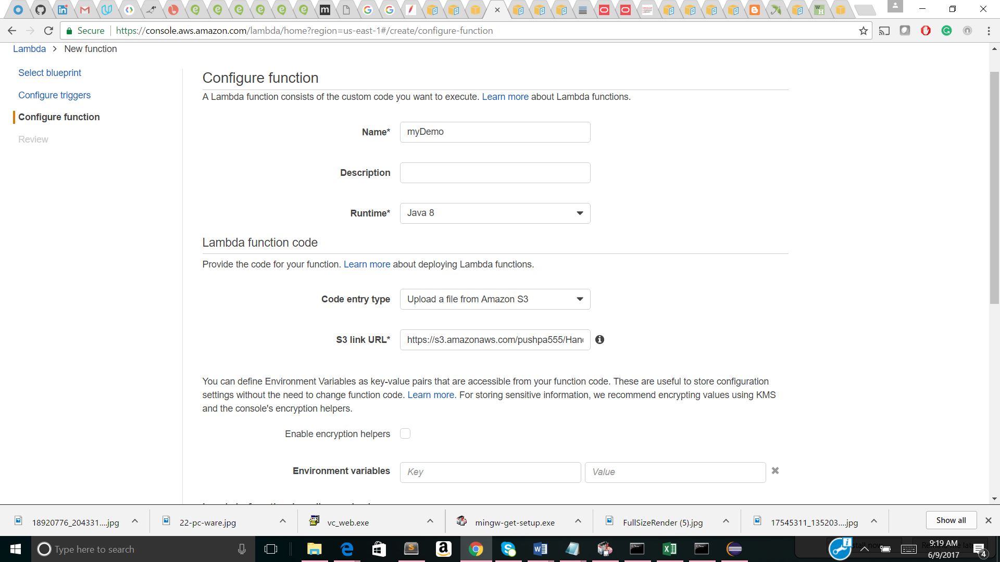 Secure
https://console.aws.amazon.com/lambda/home?region=us-east-1#/create/configure-function
Lambda > New function
Select blueprint
Configure triggers
Configure function
Review
Configure function
A Lambda function consists of the custom code you want to execute. Learn more about Lambda functions.
Name* myDemo
Description
Runtime* Java 8
Lambda function code
Provide the code for your function. Learn more about deploying Lambda functions.
Code entry type Upload a file from Amazon S3
S3 link URL* https://s3.amazonaws.com/pushpa555/Han
You can define Environment Variables as key-value pairs that are accessible from your function code. These are useful to store configuration
settings without the need to change function code. Learn more. For storing sensitive information, we recommend encrypting values using KMS
and the console's encryption helpers.
Enable encryption helpers
Environment variables Key Value
18920776_204331....jpg
22-pc-ware.jpg
vc_web.exe
mingw-get-setup.exe
FullSizeRender (5).jpg
17545311_135203....jpg
Show all
Type here to search
9:19 AM
6/9/2017
4